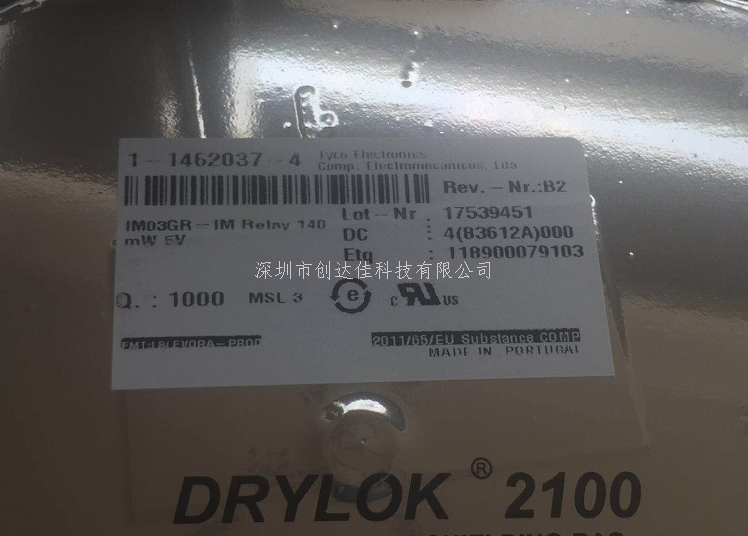 1-1462037-4
Tyco Electronics
Comp. Electromecanicos, Lda
Rev.-Nr.:B2
IM03GR-IM Relay 140
mW 5V
Lot-Nr 17539451
DC : 4(83612A)000
Etq : 118900079103
深圳市创达佳科技有限公司
Q.: 1000 MSL 3 e c RU US
2011/65/EU Substance COMP
MADE IN PORTUGAL
DRYLOK® 2100